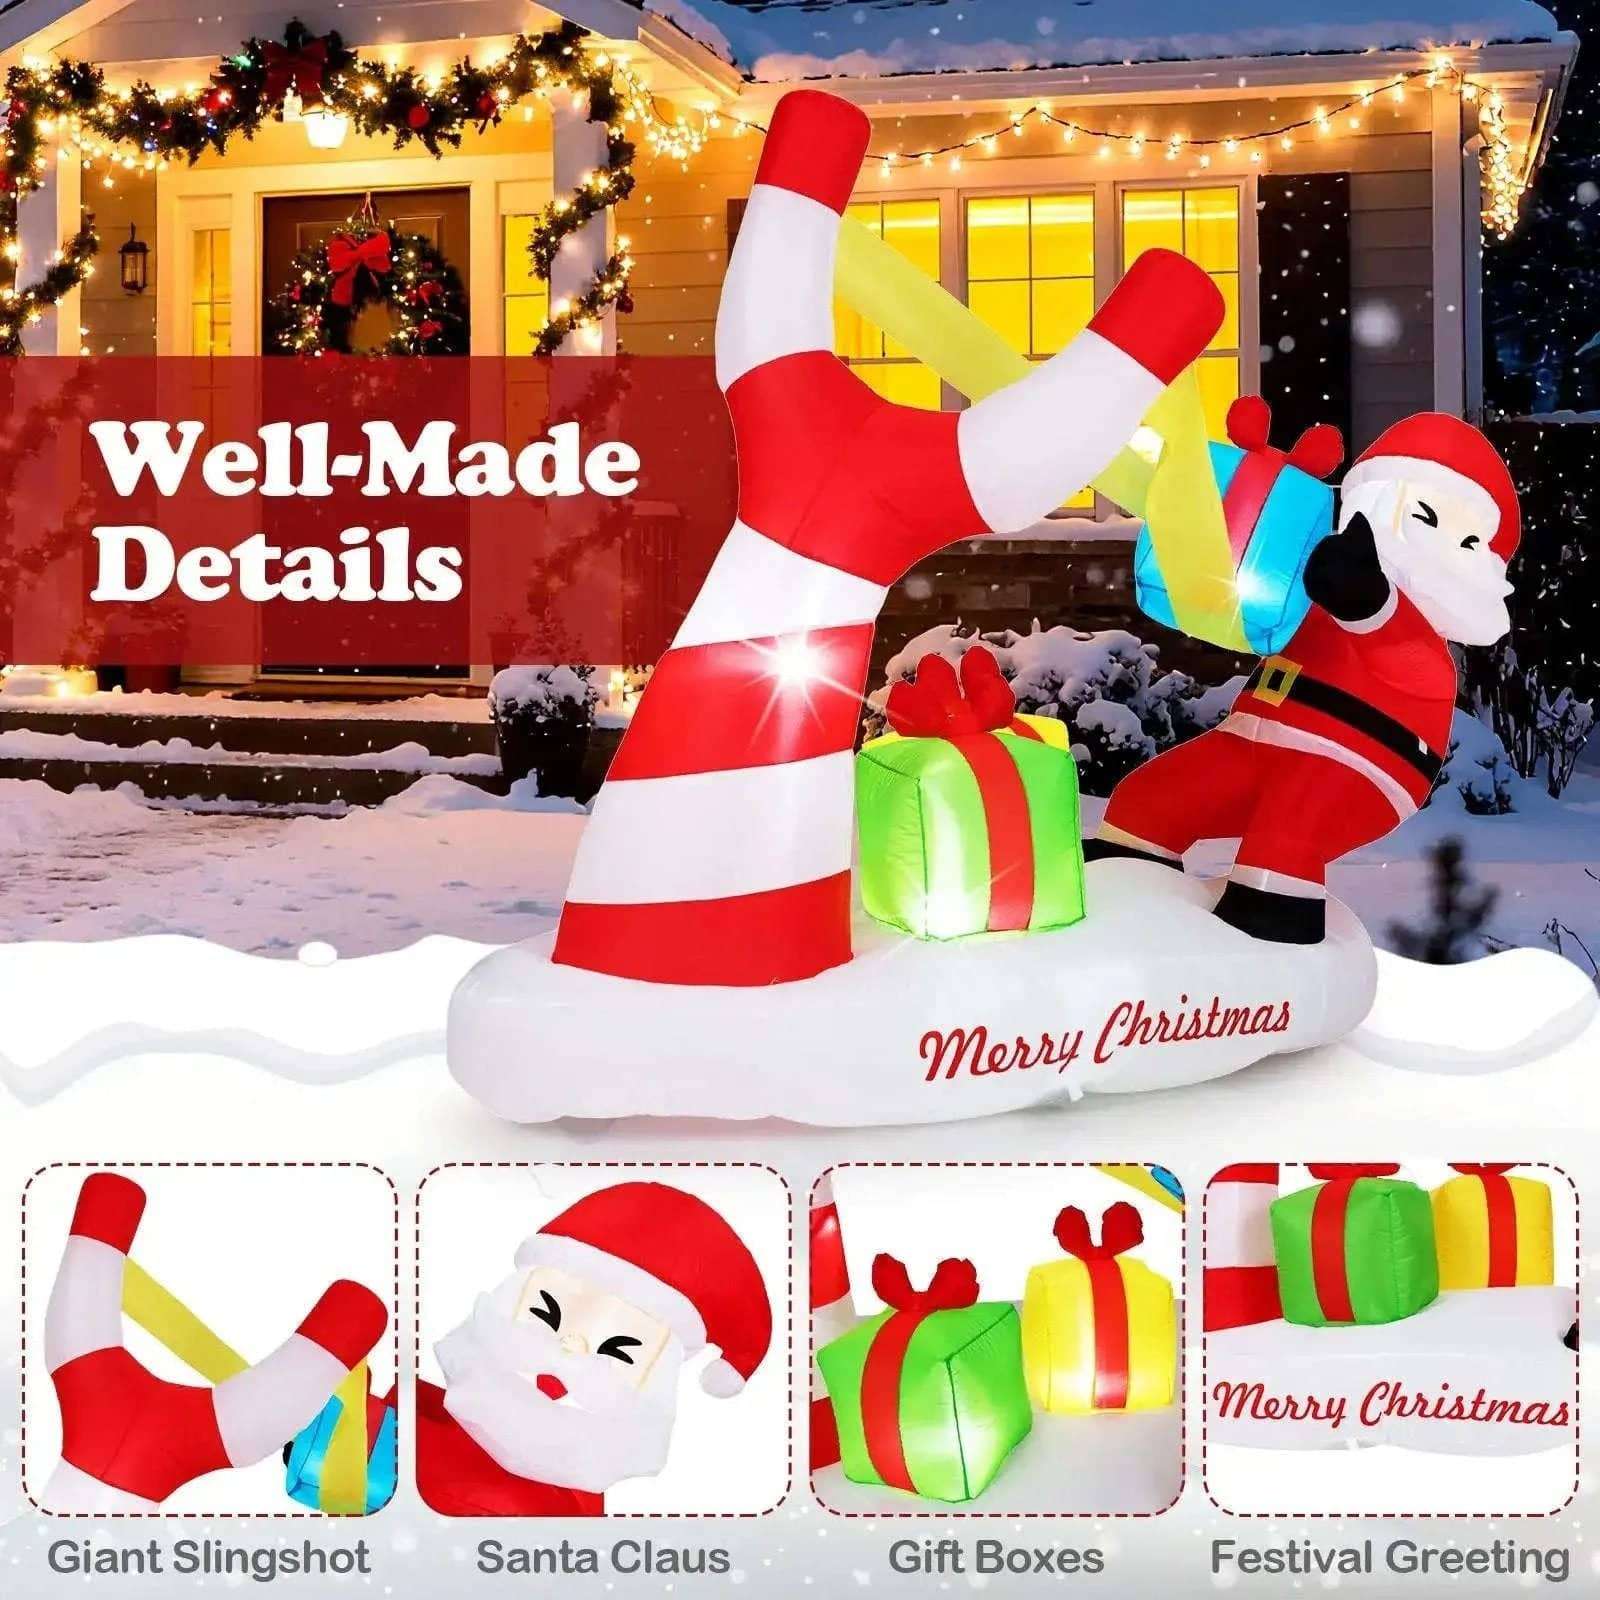 Well-Made
Details
Merry Christmas
Merry Christmas
Giant Slingshot
Santa Claus
Gift Boxes
Festival Greeting